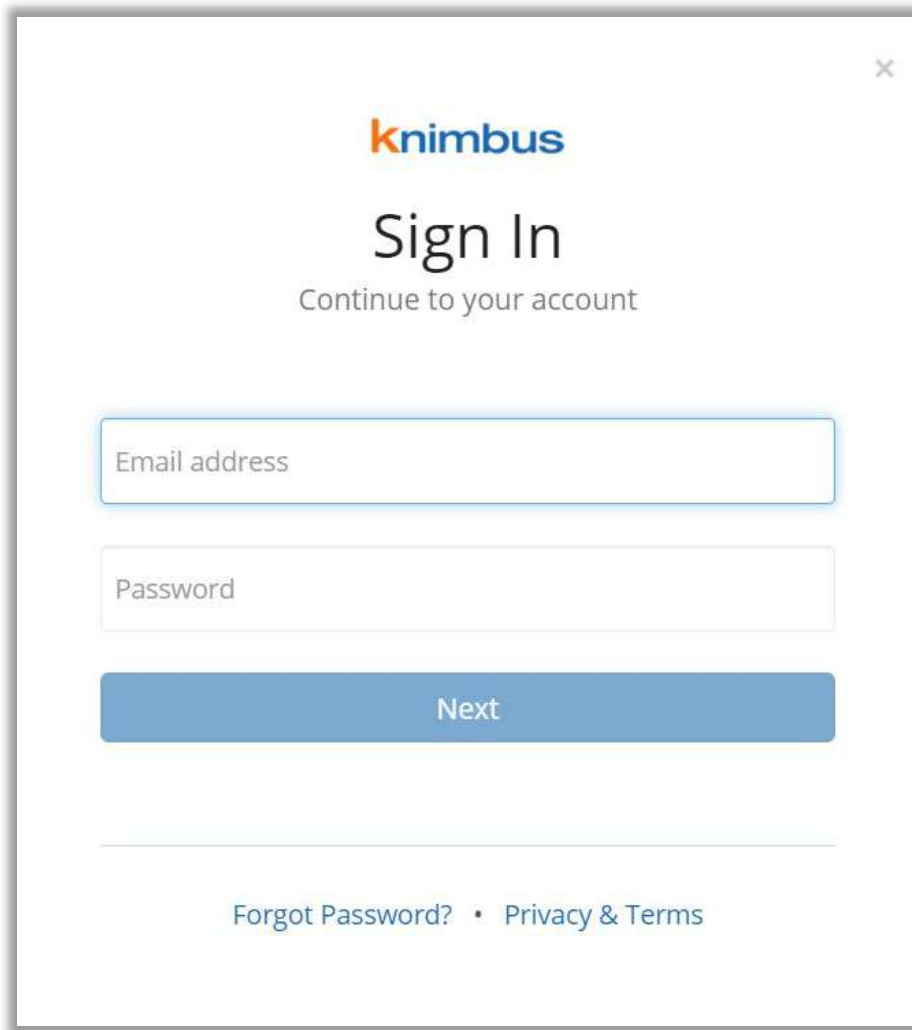 ×
knimbus
Sign In
Continue to your account
Email address
Password
Next
Forgot Password? • Privacy & Terms